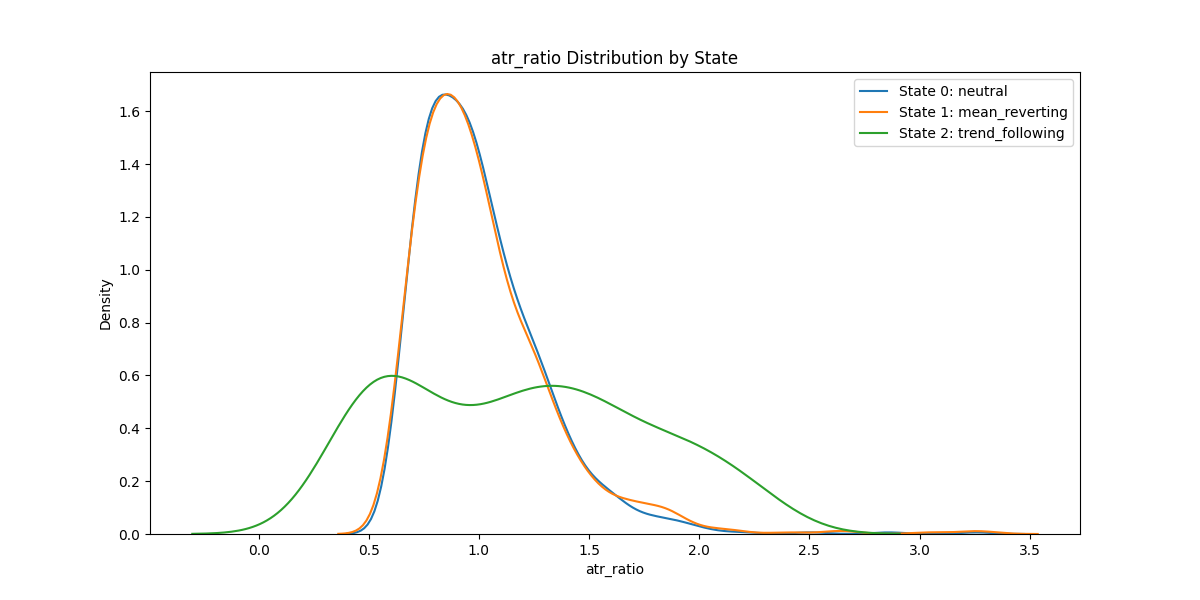 atr_ratio Distribution by State
State 0: neutral
State 1: mean_reverting
State 2: trend_following
Density
1.6
1.4
1.2
1.0
0.8
0.6
0.4
0.2
0.0
0.0 0.5 1.0 1.5 2.0 2.5 3.0 3.5
atr_ratio